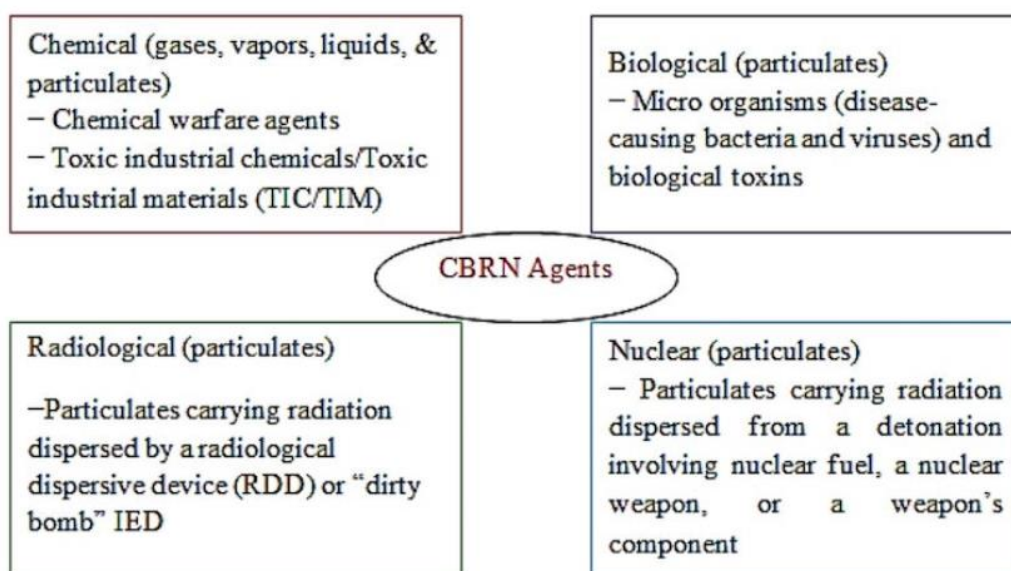 Chemical (gases, vapors, liquids, &
particulates)
– Chemical warfare agents
– Toxic industrial chemicals/Toxic
industrial materials (TIC/TIM)
Biological (particulates)
– Micro organisms (disease-
causing bacteria and viruses) and
biological toxins
CBRN Agents
Radiological (particulates)
–Particulates carrying radiation
dispersed by a radiological
dispersive device (RDD) or “dirty
bomb” IED
Nuclear (particulates)
– Particulates carrying radiation
dispersed from a detonation
involving nuclear fuel, a nuclear
weapon, or a weapon’s
component